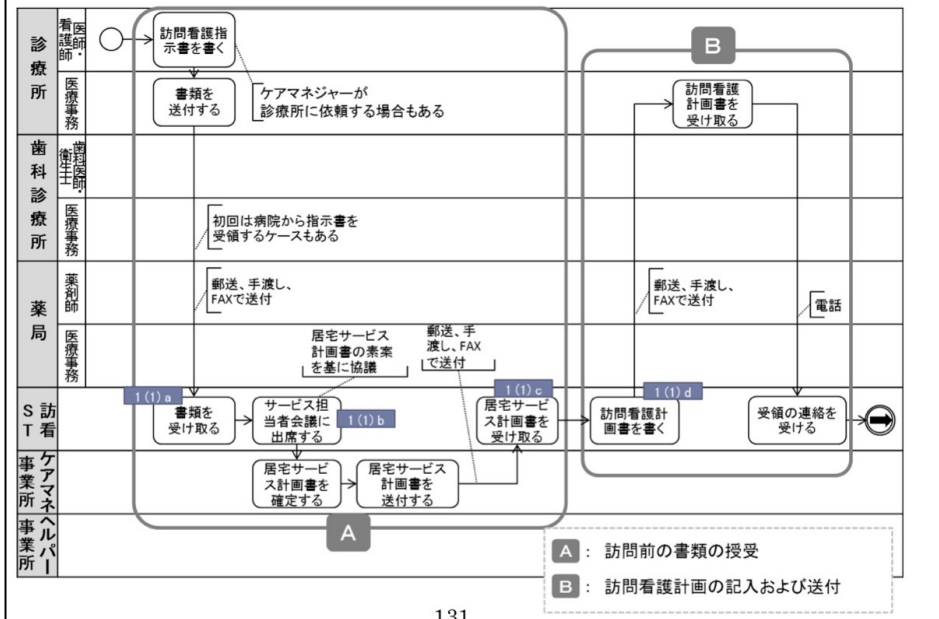 診療所
医師・
看護師
医療事務
歯科診療所
歯科医師・
衛生士
医療事務
薬局
薬剤師
医療事務
訪看
ST
ケアマネ
事業所
ヘルパー
事業所
訪問看護指
示書を書く
書類を
送付する
ケアマネジャーが
診療所に依頼する場合もある
初回は病院から指示書を
受領するケースもある
郵送、手渡し、
FAXで送付
居宅サービス
計画書の素案
を基に協議
郵送、手
渡し、FAX
で送付
1(1)a
書類を
受け取る
サービス担
当者会議に
出席する
1(1)b
居宅サービ
ス計画書を
確定する
居宅サービス
計画書を
送付する
1(1)c
居宅サービ
ス計画書を
受け取る
A
B
訪問看護
計画書を
受け取る
郵送、手渡し、
FAXで送付
電話
1(1)d
訪問看護計
画書を書く
受領の連絡を
受ける
A : 訪問前の書類の授受
B : 訪問看護計画の記入および送付
131